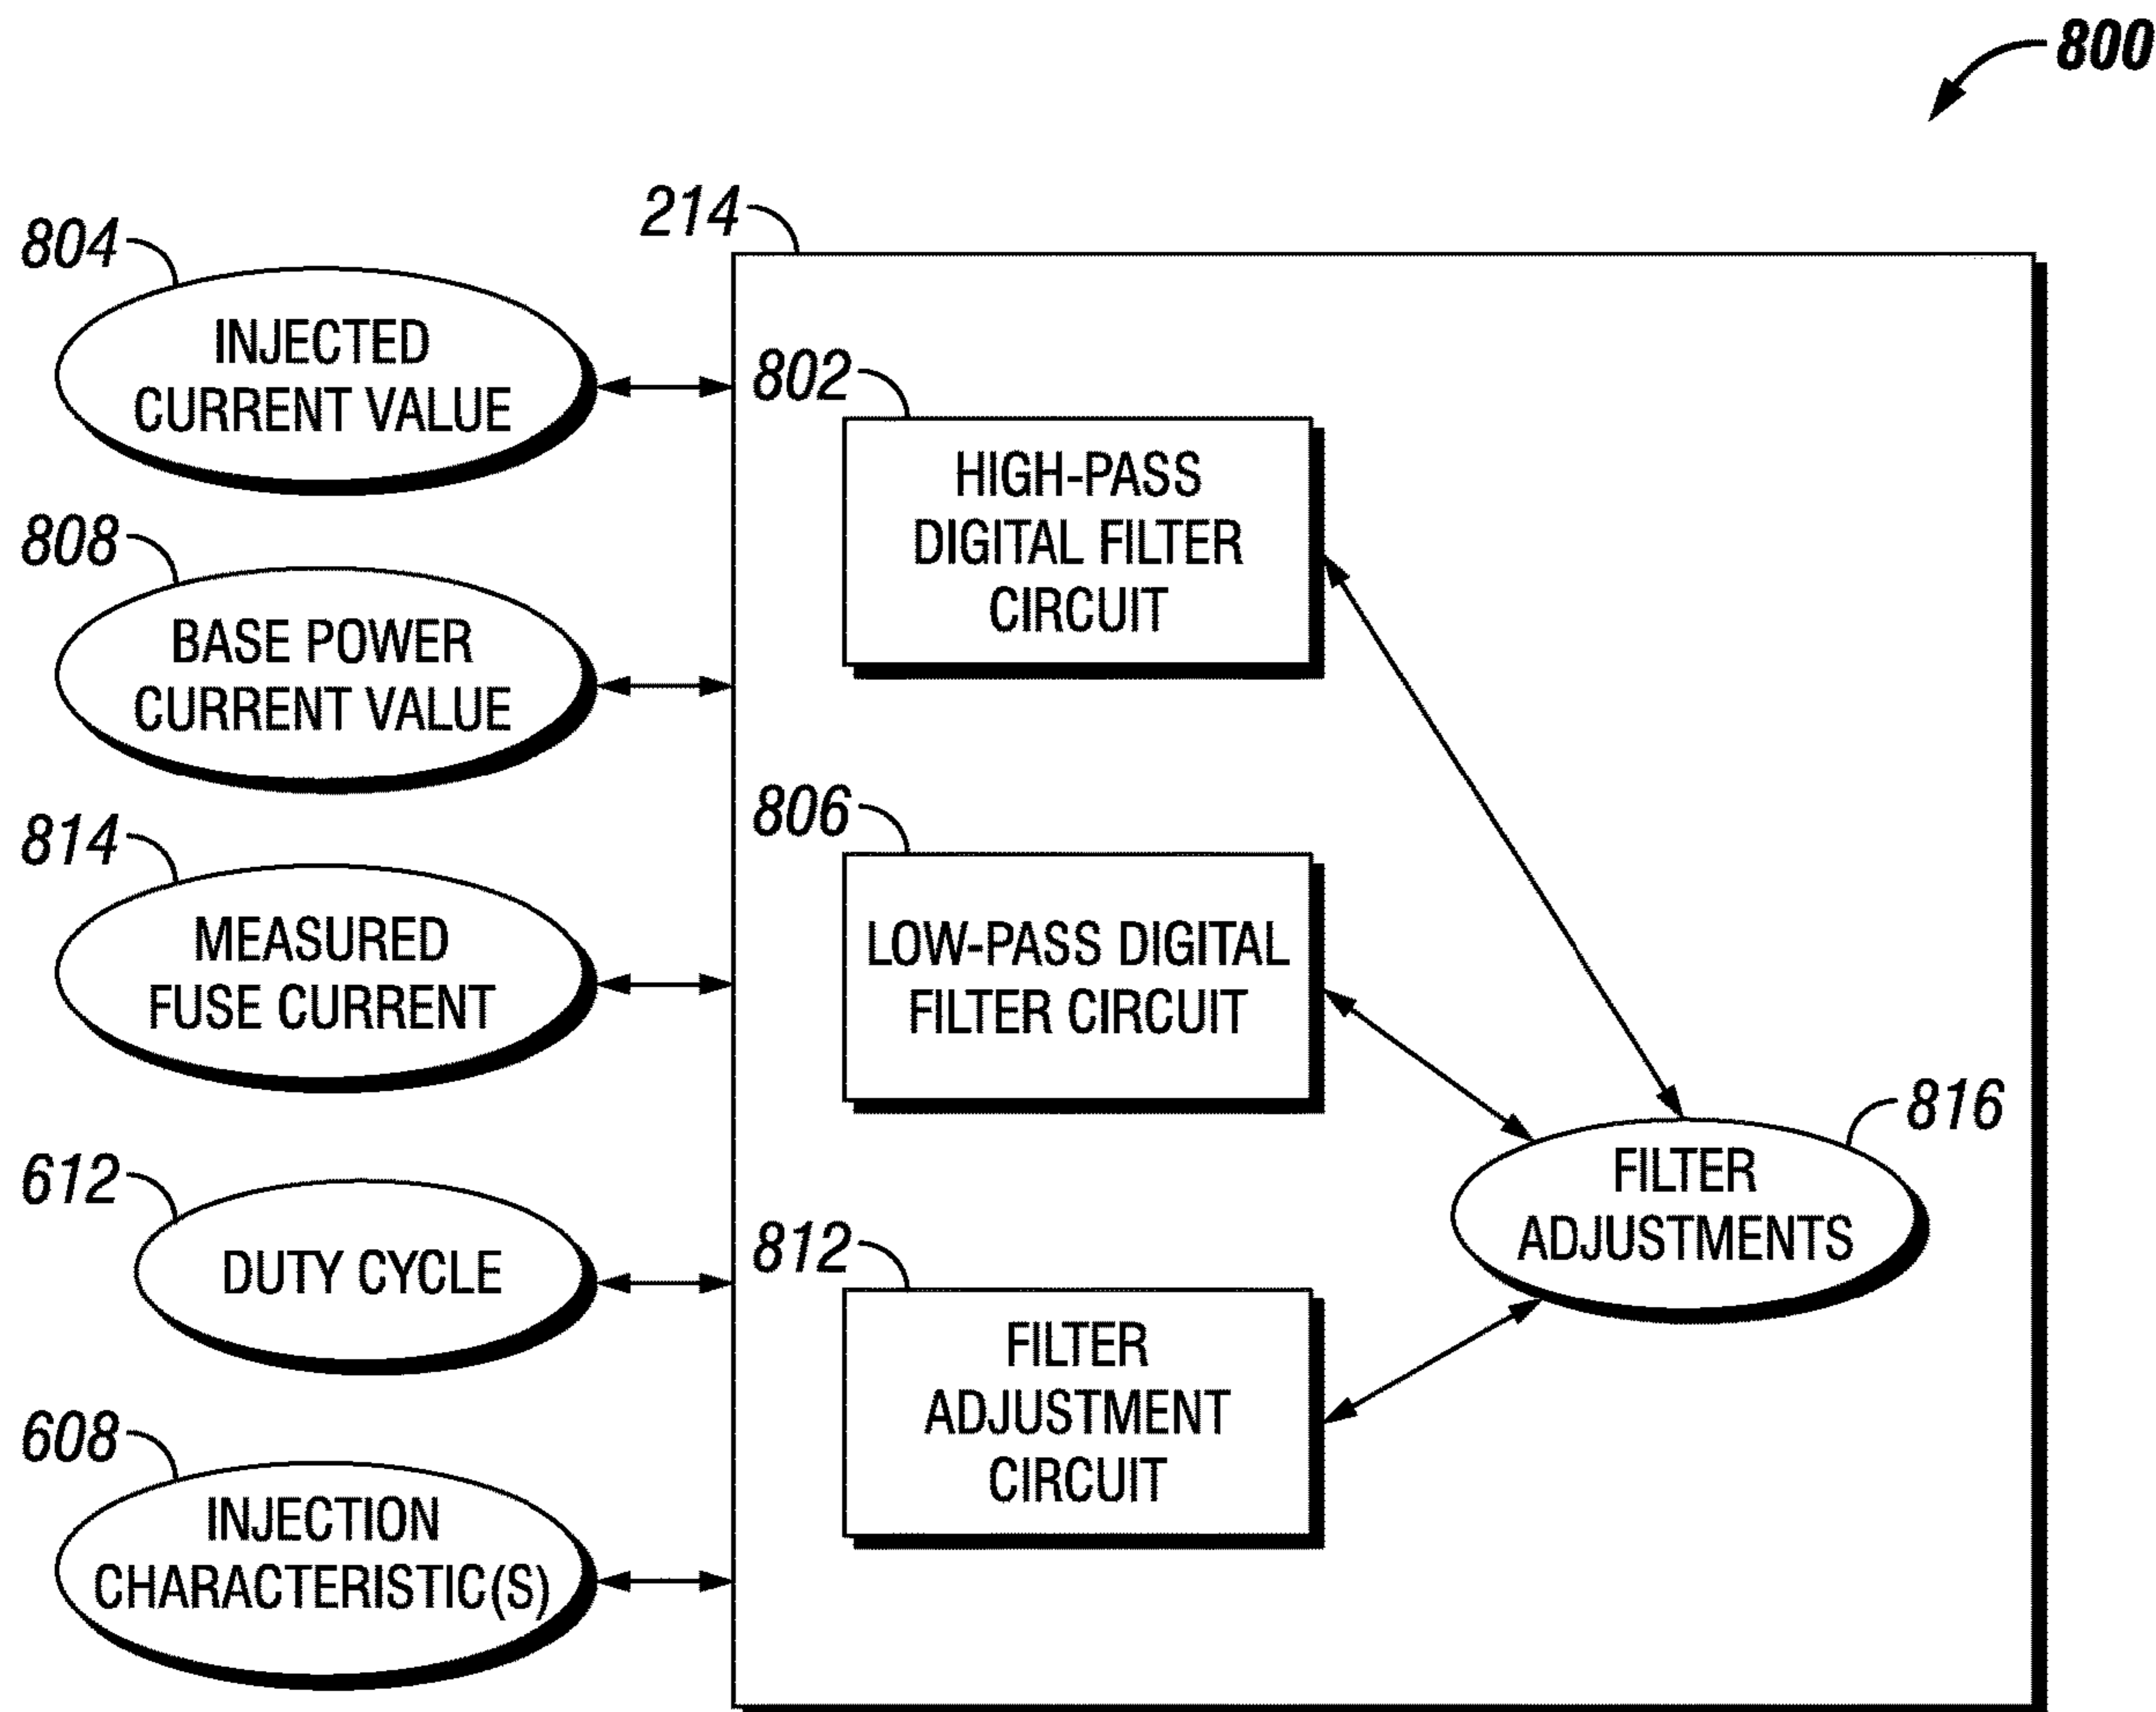 800
214
804
INJECTED
CURRENT VALUE
802
HIGH-PASS
DIGITAL FILTER
CIRCUIT
808
BASE POWER
CURRENT VALUE
806
LOW-PASS DIGITAL
FILTER CIRCUIT
814
MEASURED
FUSE CURRENT
816
FILTER
ADJUSTMENTS
612
DUTY CYCLE
812
FILTER
ADJUSTMENT
CIRCUIT
608
INJECTION
CHARACTERISTIC(S)